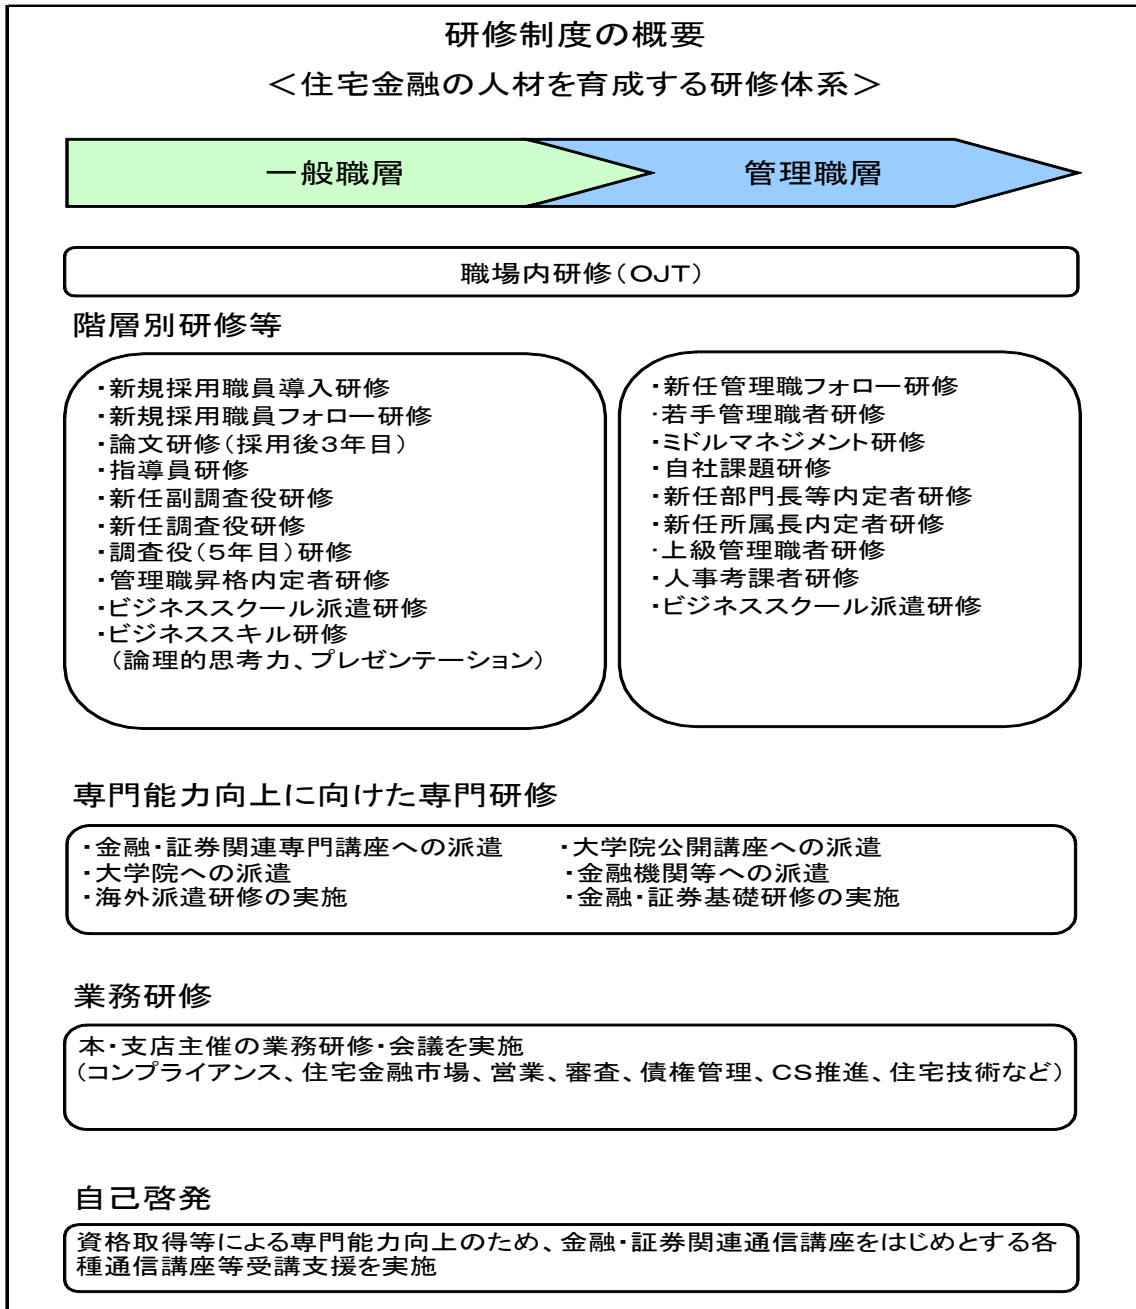 研修制度の概要
＜住宅金融の人材を育成する研修体系＞
一般職層
管理職層
職場内研修（OJT）
階層別研修等
・新規採用職員導入研修
・新規採用職員フォロー研修
・論文研修（採用後3年目）
・指導員研修
・新任副調査役研修
・新任調査役研修
・調査役（5年目）研修
・管理職昇格内定者研修
・ビジネススクール派遣研修
・ビジネススキル研修
（論理的思考力、プレゼンテーション）
・新任管理職フォロー研修
・若手管理職者研修
・ミドルマネジメント研修
・自社課題研修
・新任部門長等内定者研修
・新任所属長内定者研修
・上級管理職者研修
・人事考課者研修
・ビジネススクール派遣研修
専門能力向上に向けた専門研修
・金融・証券関連専門講座への派遣
・大学院への派遣
・海外派遣研修の実施
・大学院公開講座への派遣
・金融機関等への派遣
・金融・証券基礎研修の実施
業務研修
本・支店主催の業務研修・会議を実施
（コンプライアンス、住宅金融市場、営業、審査、債権管理、CS推進、住宅技術など）
自己啓発
資格取得等による専門能力向上のため、金融・証券関連通信講座をはじめとする各
種通信講座等受講支援を実施